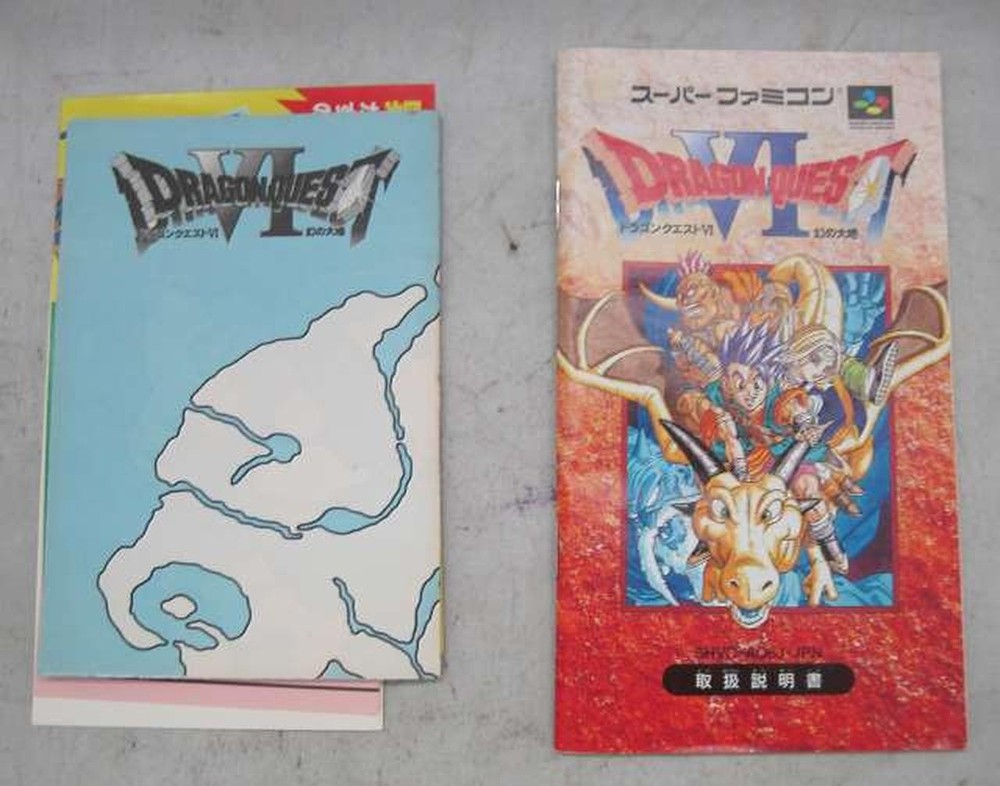 VI
DRAGON QUEST
ドラゴンクエストVI 幻の大地
スーパーファミコン
VI
DRAGON QUEST
ドラゴンクエストVI 幻の大地
SHVC-AQ6J-JPN
取扱説明書